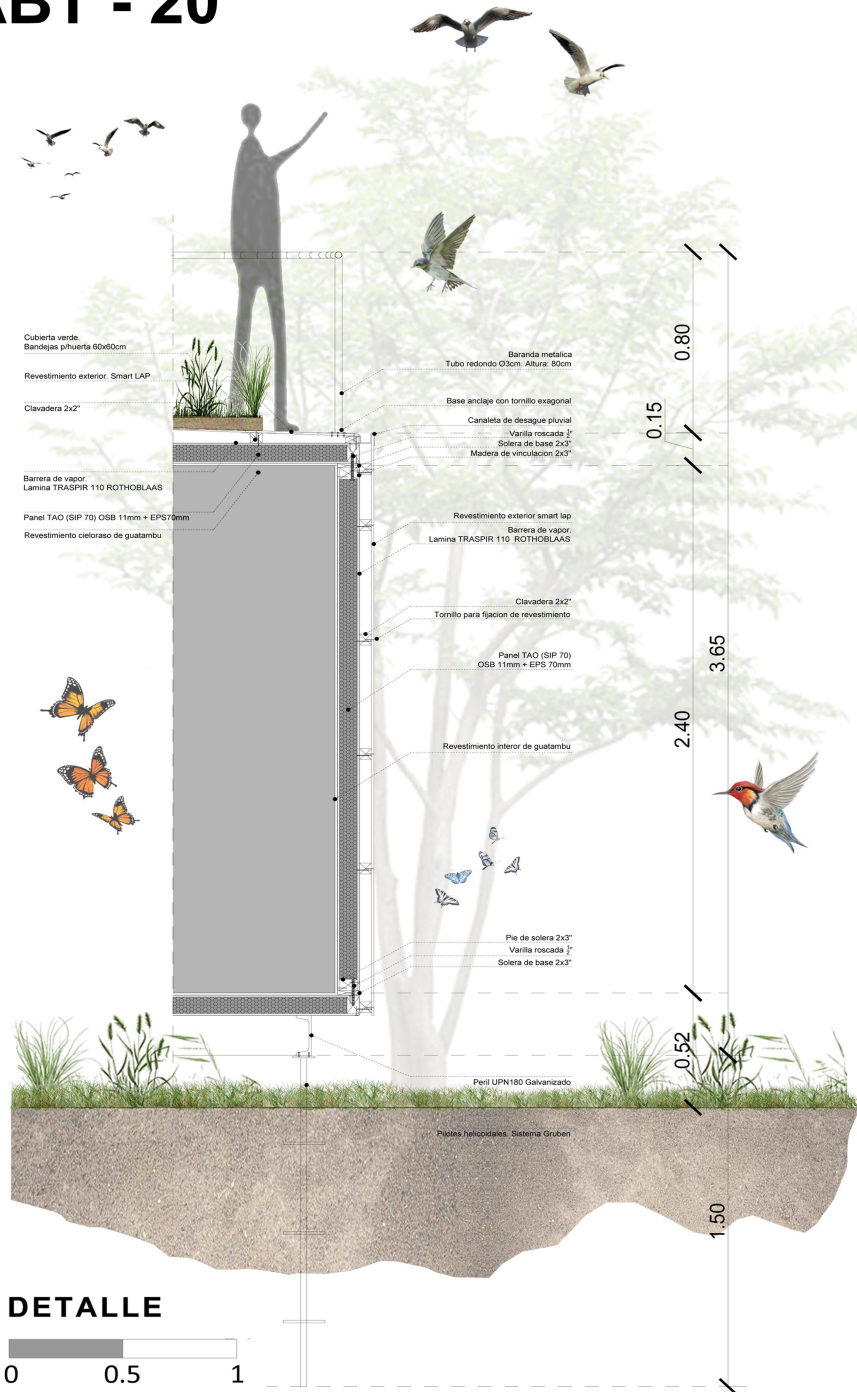 ABT - 20
Cubierta verde.
Bandejas p/huerta 60x60cm
Revestimiento exterior. Smart LAP
Clavadera 2x2"
Barrera de vapor.
Lamina TRASPIR 110 ROTHOBLAAS
Panel TAO (SIP 70) OSB 11mm + EPS70mm
Revestimiento cieloraso de guatambu
Baranda metalica
Tubo redondo Ø3cm. Altura: 80cm
Base anclaje con tornillo exagonal
Canaleta de desague pluvial
Varilla roscada ½"
Solera de base 2x3"
Madera de vinculacion 2x3"
Revestimiento exterior smart lap
Barrera de vapor.
Lamina TRASPIR 110 ROTHOBLAAS
Clavadera 2x2"
Tornillo para fijacion de revestimiento
Panel TAO (SIP 70)
OSB 11mm + EPS 70mm
Revestimiento interor de guatambu
Pie de solera 2x3"
Varilla roscada ½"
Solera de base 2x3"
Peril UPN180 Galvanizado
Pilotes helicoidales. Sistema Gruben
0.80
0.15
3.65
2.40
0.52
1.50
DETALLE
0 0.5 1